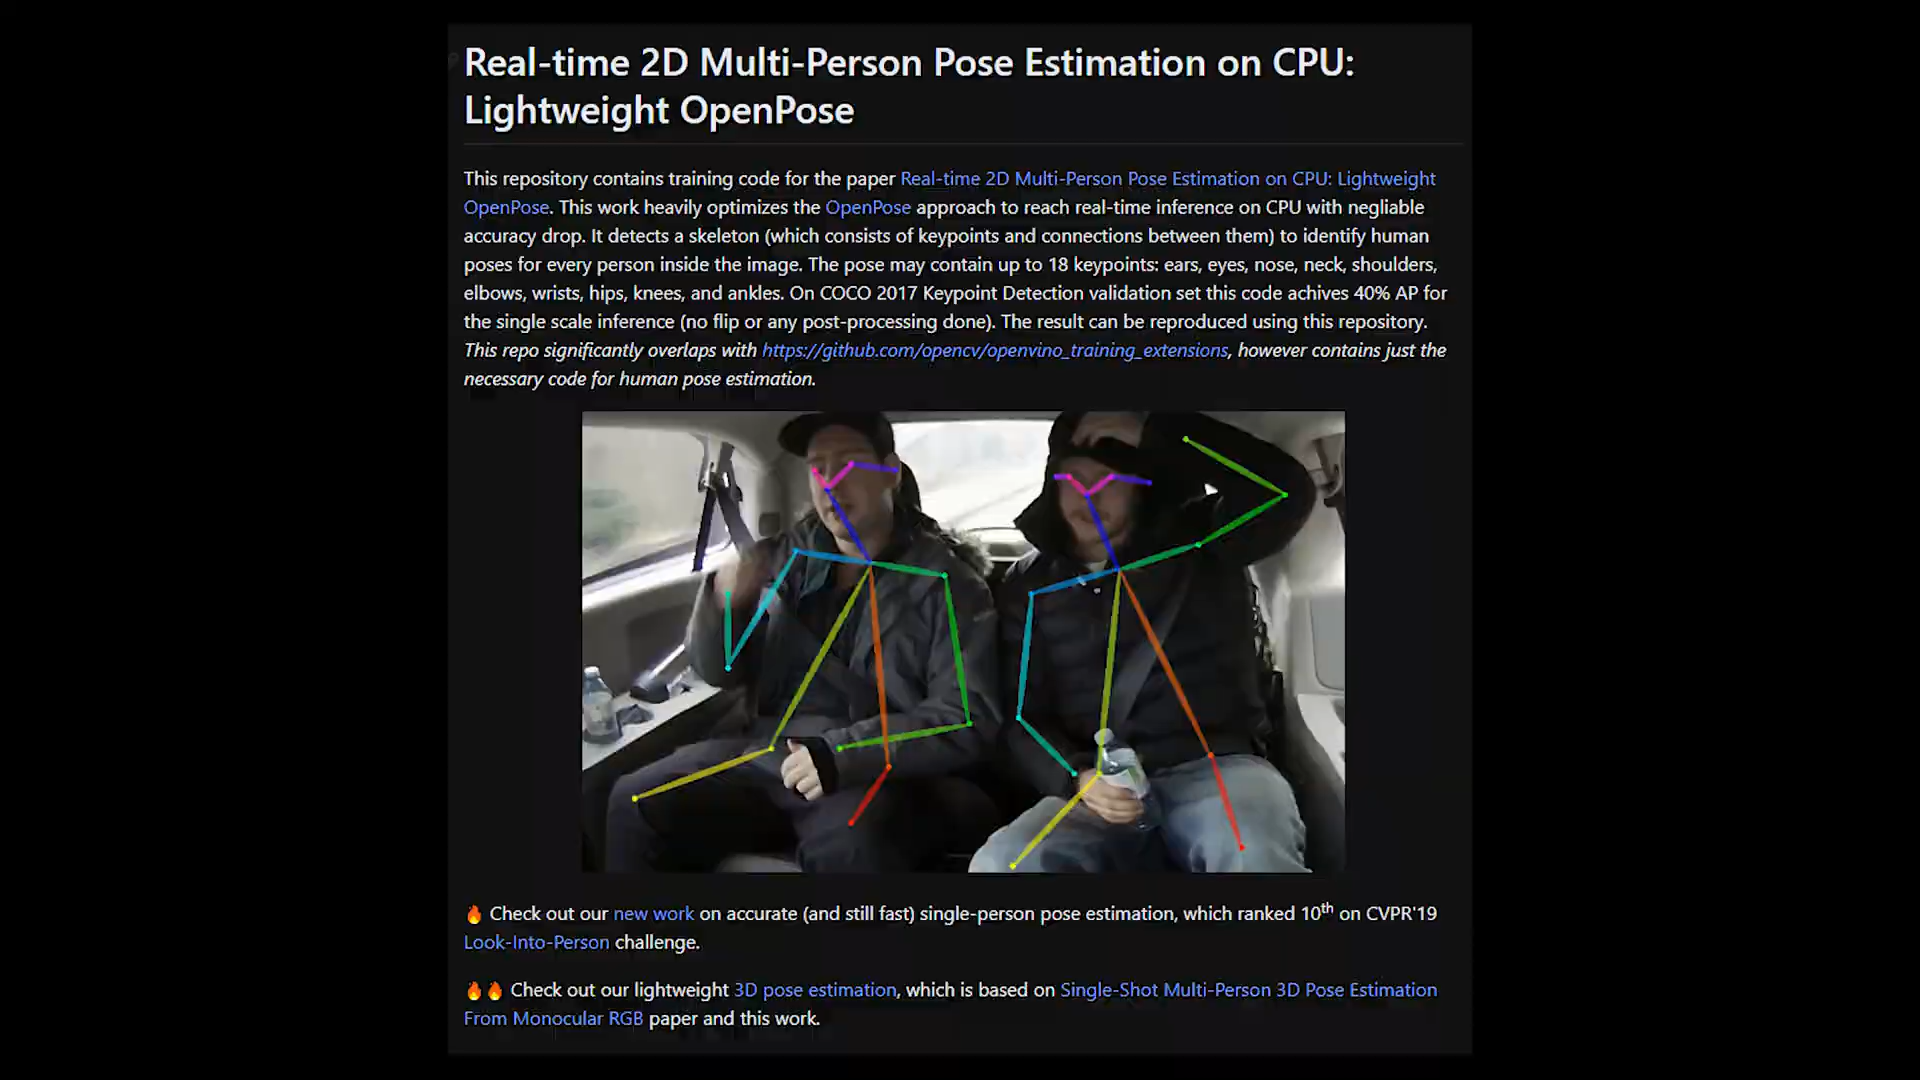 Real-time 2D Multi-Person Pose Estimation on CPU:
Lightweight OpenPose
This repository contains training code for the paper Real-time 2D Multi-Person Pose Estimation on CPU: Lightweight
OpenPose. This work heavily optimizes the OpenPose approach to reach real-time inference on CPU with negliable
accuracy drop. It detects a skeleton (which consists of keypoints and connections between them) to identify human
poses for every person inside the image. The pose may contain up to 18 keypoints: ears, eyes, nose, neck, shoulders,
elbows, wrists, hips, knees, and ankles. On COCO 2017 Keypoint Detection validation set this code achives 40% AP for
the single scale inference (no flip or any post-processing done). The result can be reproduced using this repository.
This repo significantly overlaps with https://github.com/opencv/openvino_training_extensions, however contains just the
necessary code for human pose estimation.
🔥 Check out our new work on accurate (and still fast) single-person pose estimation, which ranked 10th on CVPR'19
Look-Into-Person challenge.
🔥🔥 Check out our lightweight 3D pose estimation, which is based on Single-Shot Multi-Person 3D Pose Estimation
From Monocular RGB paper and this work.